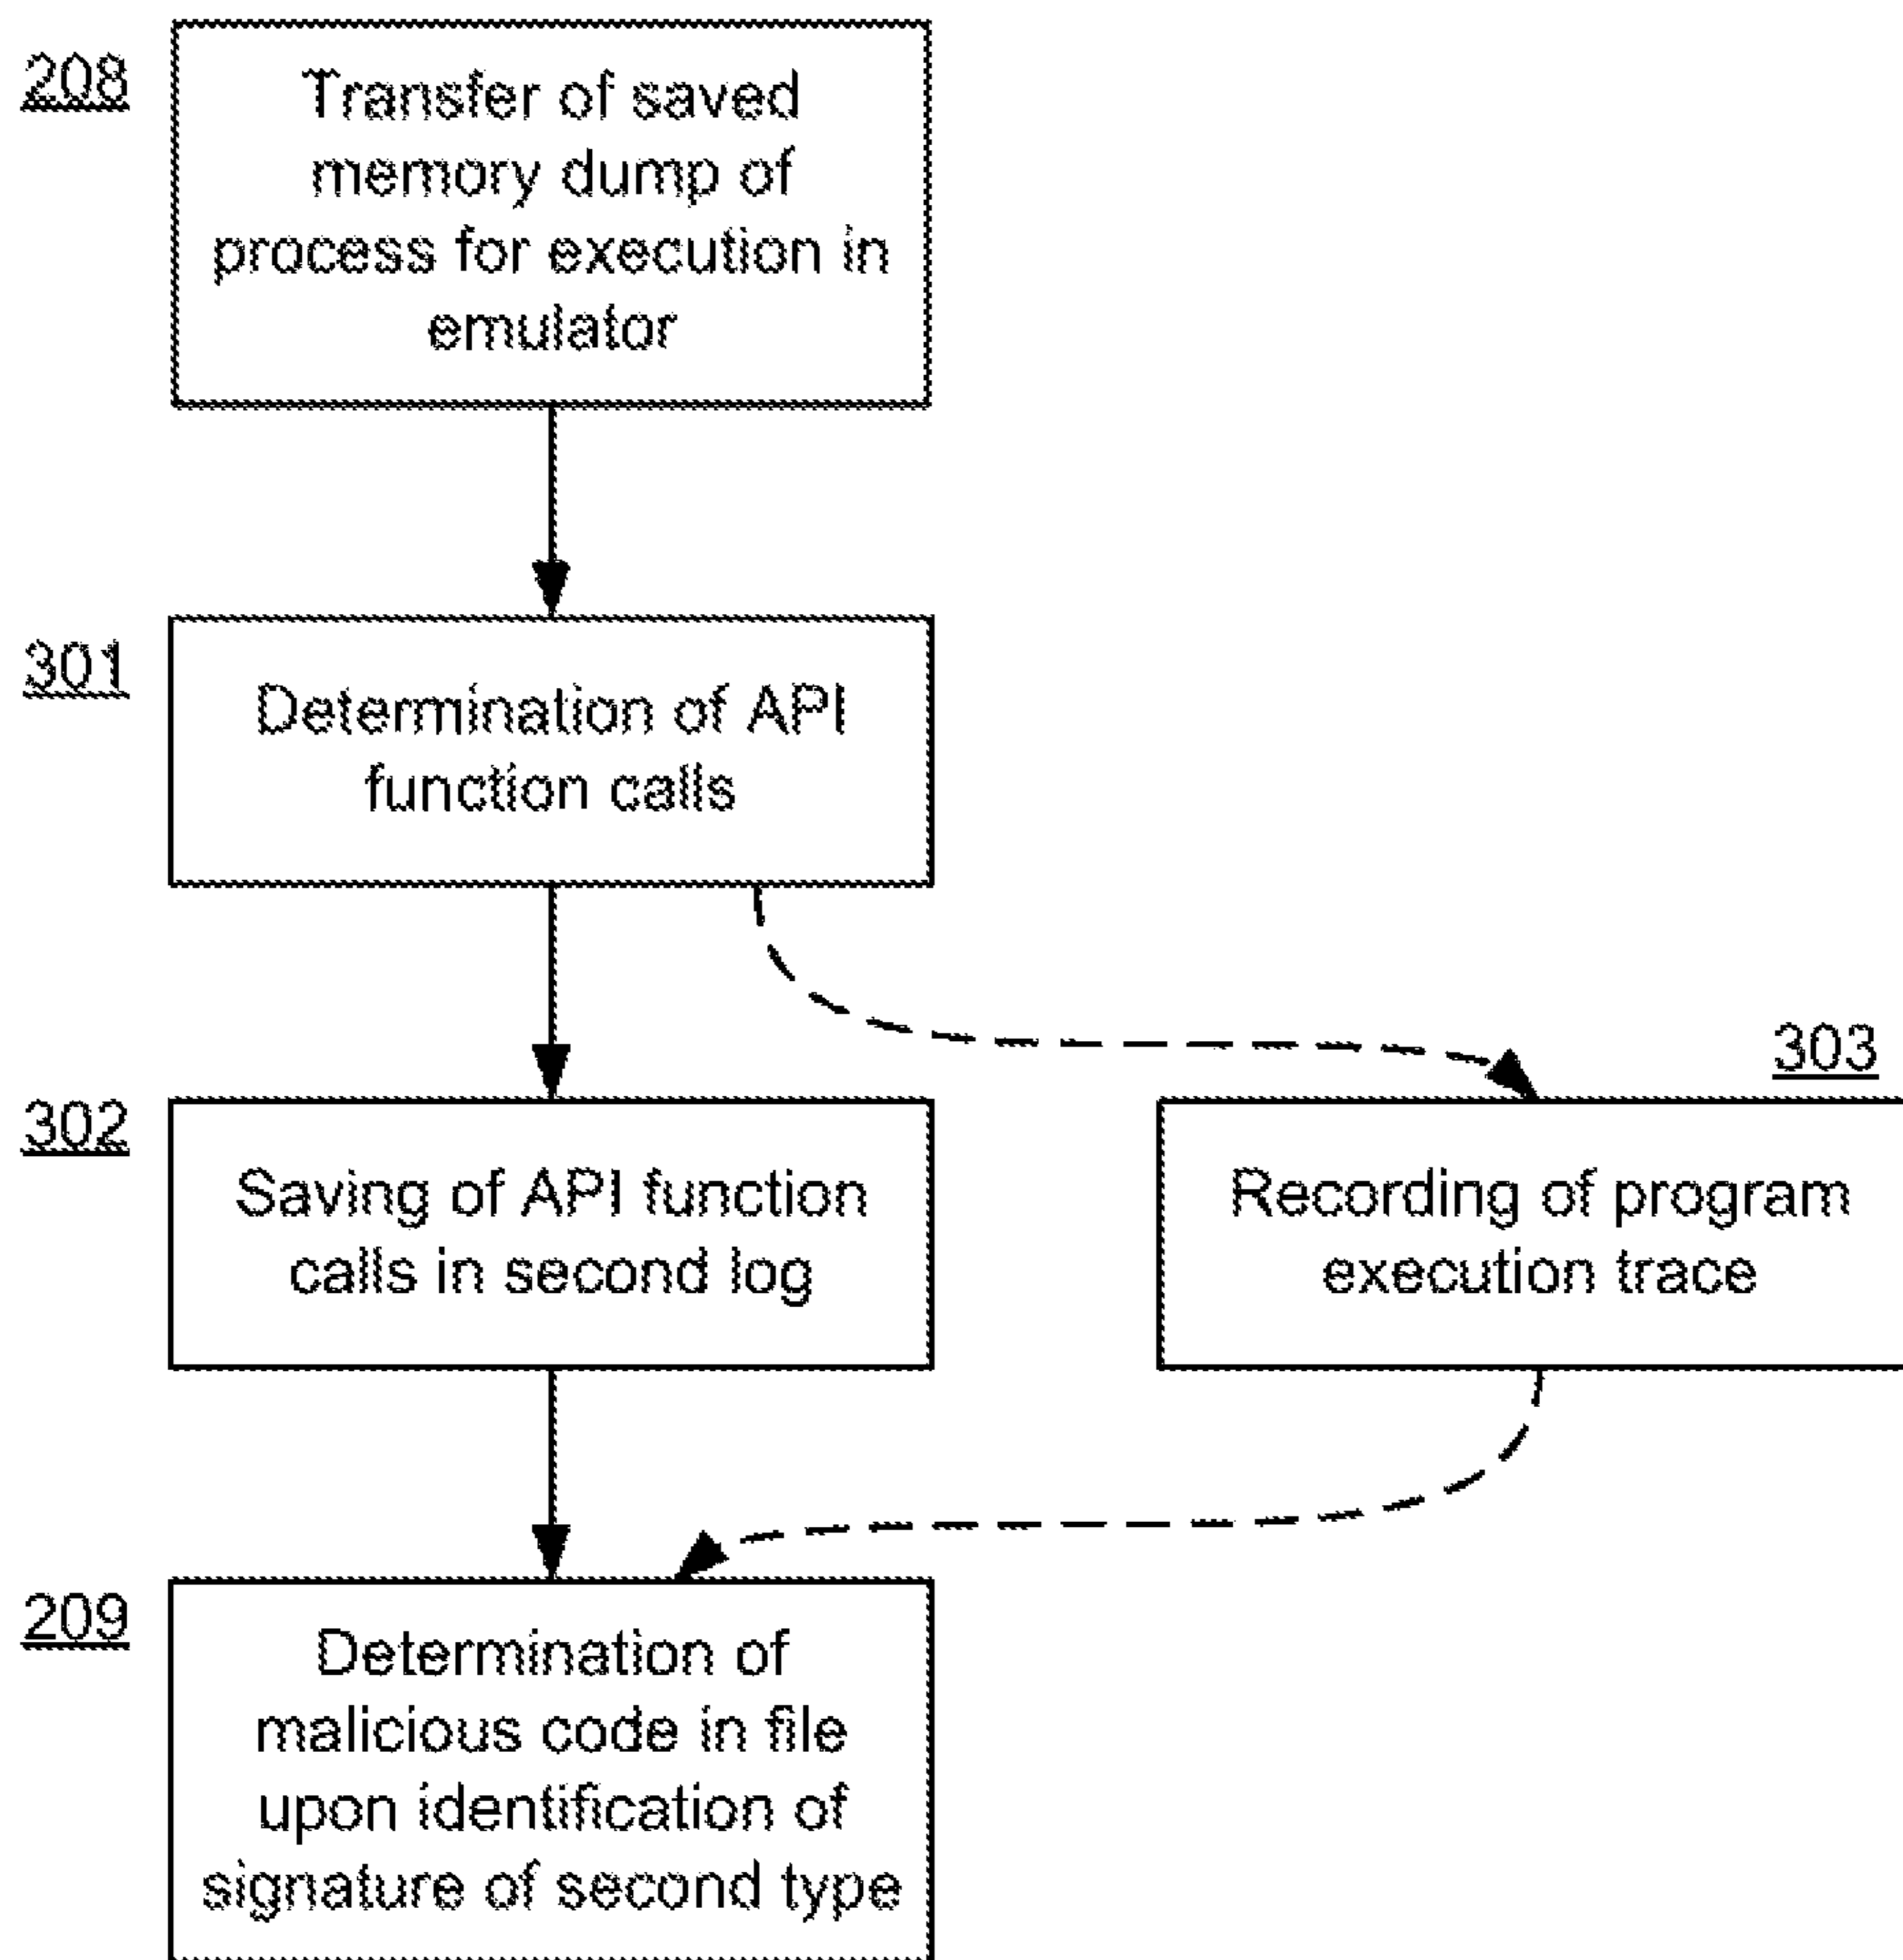 208
Transfer of saved
memory dump of
process for execution in
emulator
301
Determination of API
function calls
302
Saving of API function
calls in second log
303
Recording of program
execution trace
209
Determination of
malicious code in file
upon identification of
signature of second type